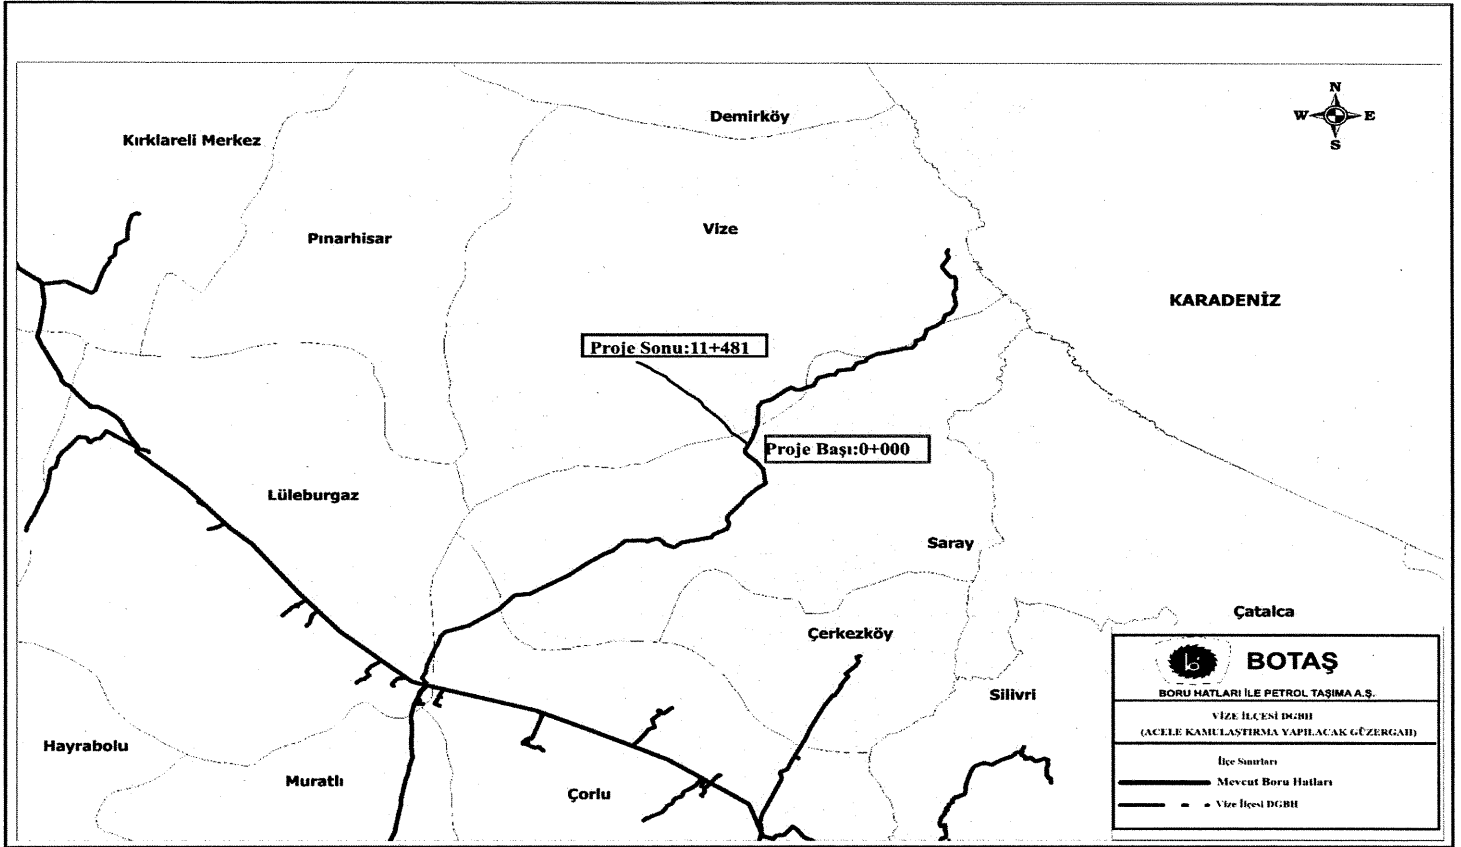 N
W E
S
Demirköy
Kırklareli Merkez
Vize
Pınarhisar
KARADENİZ
Proje Sonu:11+481
Proje Başı:0+000
Lüleburgaz
Saray
Çatalca
Çerkezköy
Silivri
Hayrabolu
Muratlı
Çorlu
BOTAŞ
BORU HATLARI İLE PETROL TAŞIMA A.Ş.
VİZE İLÇESİ DGBH
(ACELE KAMULAŞTIRMA YAPILACAK GÜZERGAH)
İlçe Sınırları
Mevcut Boru Hatları
Vize İlçesi DGBH